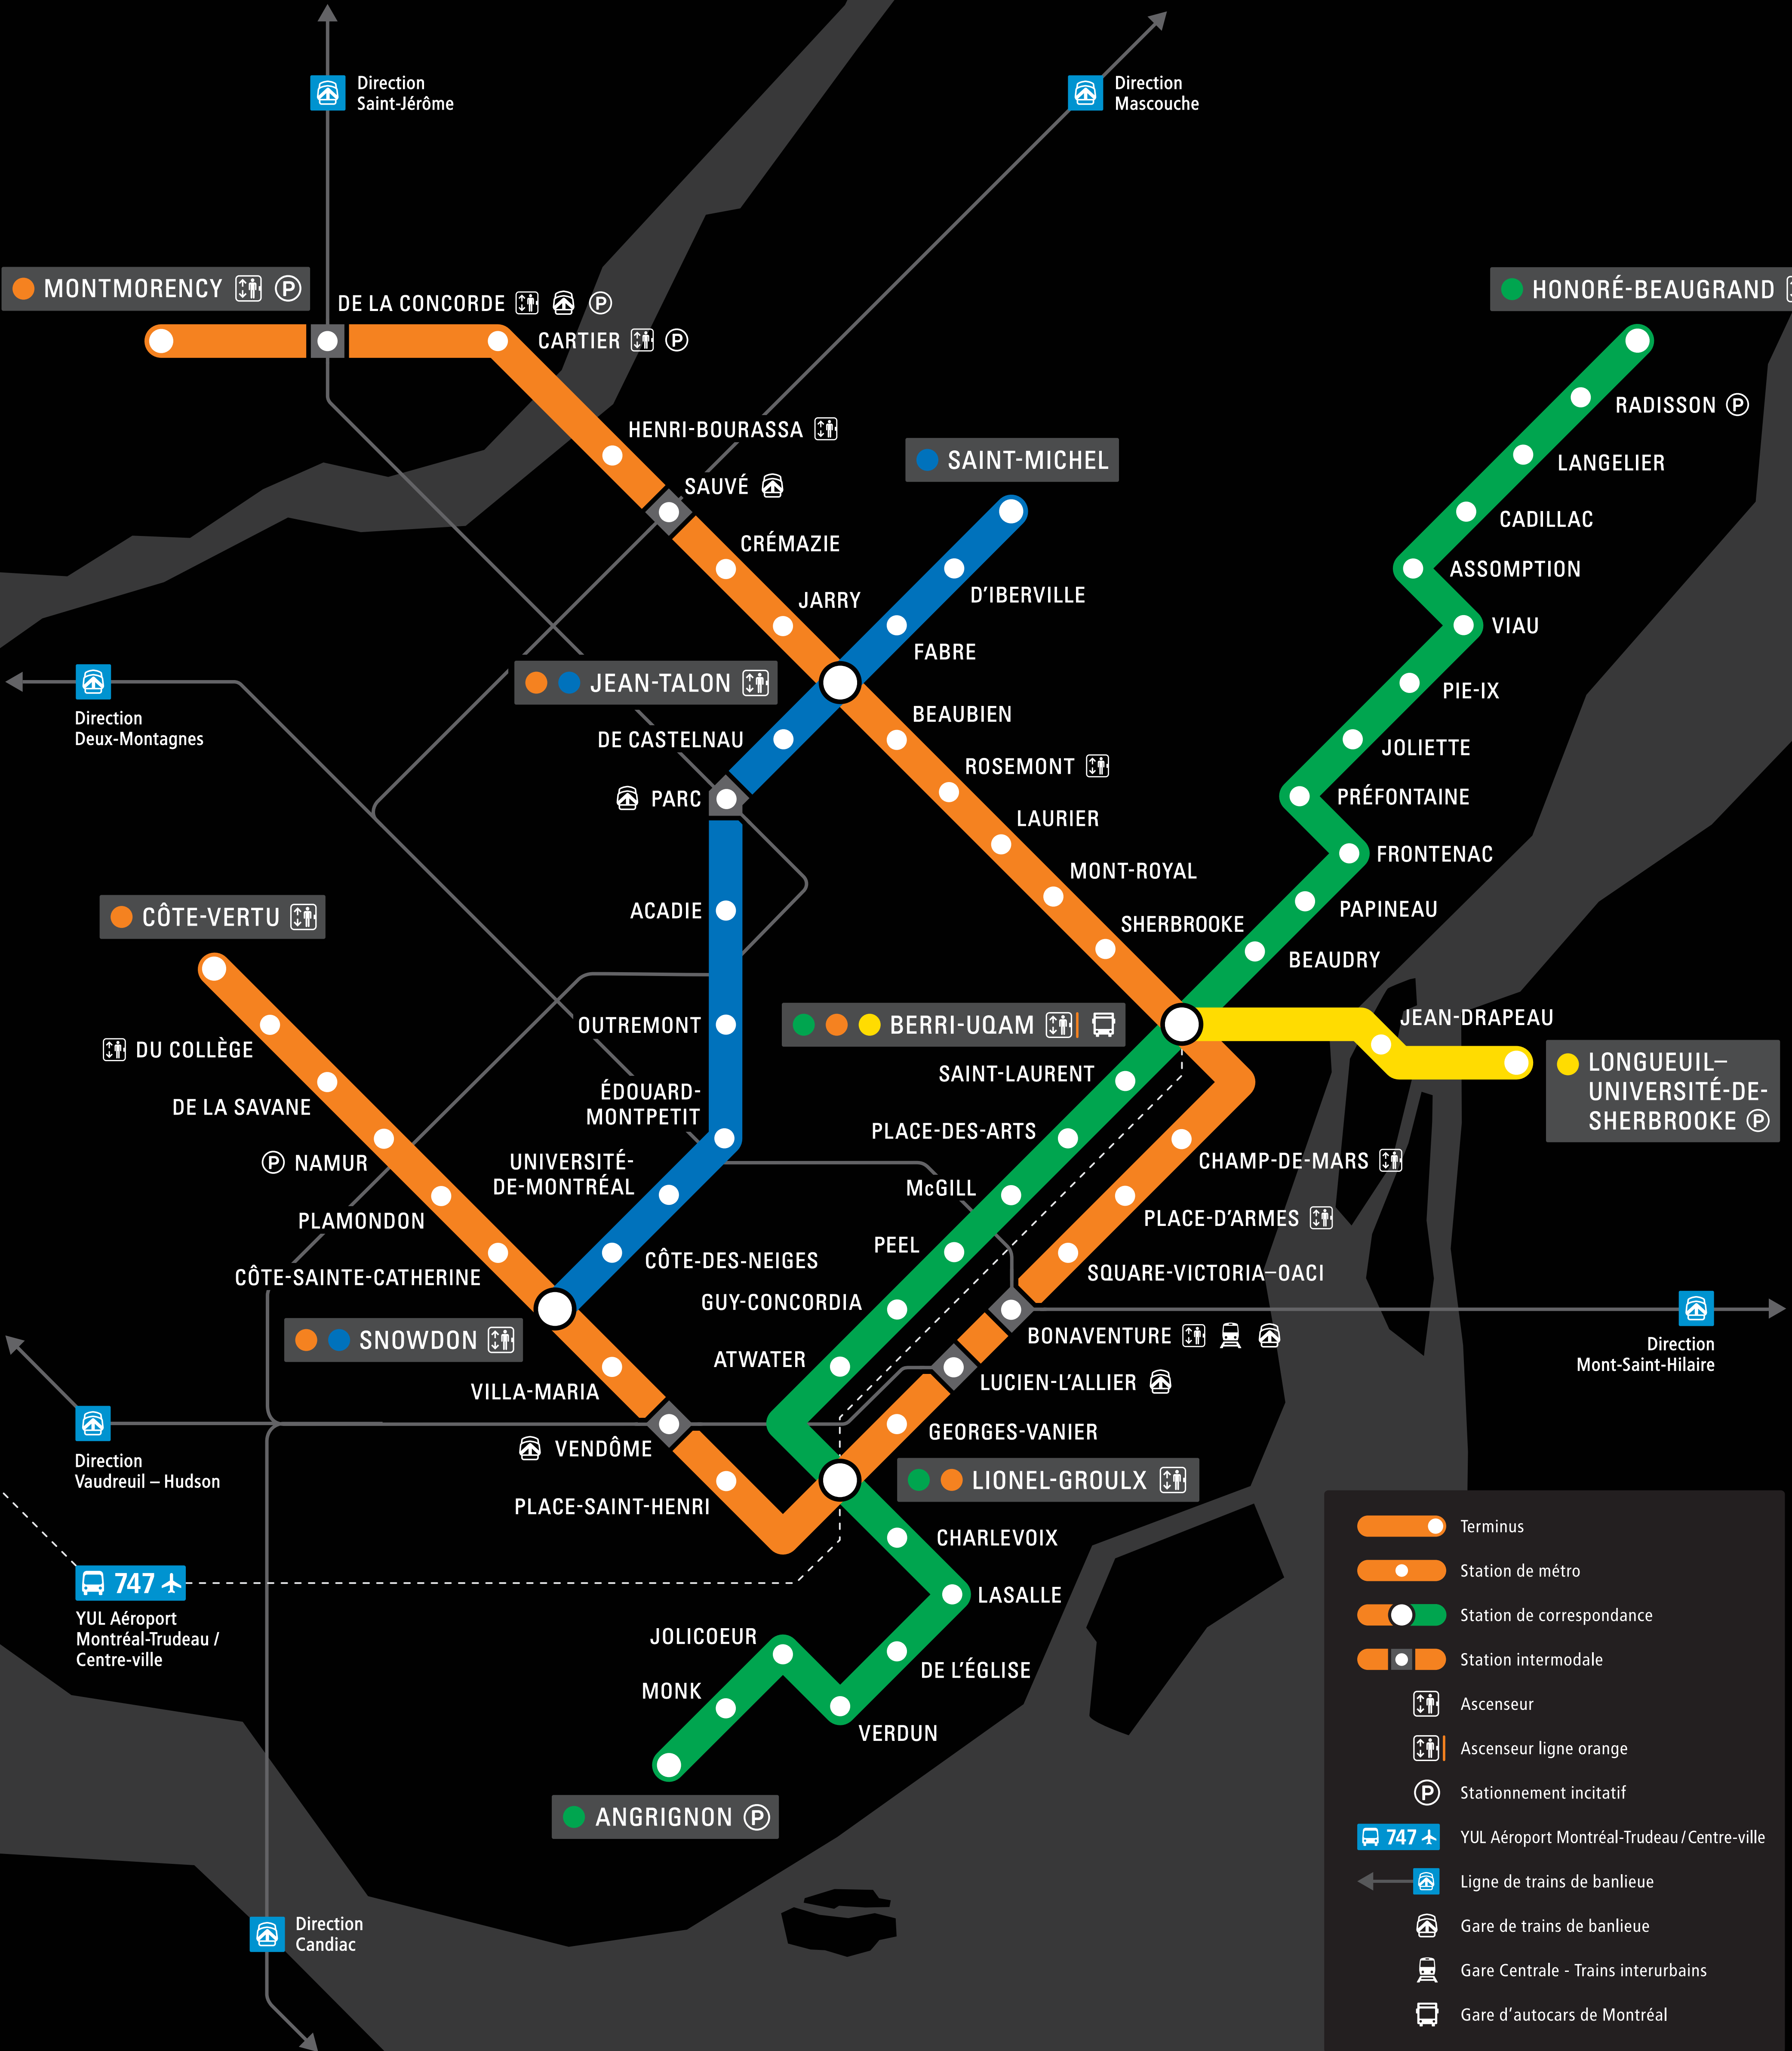 Direction
Saint-Jérôme
Direction
Mascouche
MONTMORENCY P
DE LA CONCORDE P
CARTIER P
HONORÉ-BEAUGRAND
RADISSON P
HENRI-BOURASSA
SAINT-MICHEL
LANGELIER
SAUVÉ
CADILLAC
CRÉMAZIE
ASSOMPTION
D'IBERVILLE
JARRY
VIAU
FABRE
JEAN-TALON
PIE-IX
Direction
Deux-Montagnes
BEAUBIEN
DE CASTELNAU
JOLIETTE
ROSEMONT
PARC
PRÉFONTAINE
LAURIER
FRONTENAC
MONT-ROYAL
CÔTE-VERTU
ACADIE
PAPINEAU
SHERBROOKE
BEAUDRY
OUTREMONT
BERRI-UQAM
JEAN-DRAPEAU
DU COLLÈGE
SAINT-LAURENT
LONGUEUIL–
UNIVERSITÉ-DE-
SHERBROOKE P
ÉDOUARD-
MONTPETIT
DE LA SAVANE
PLACE-DES-ARTS
P NAMUR
UNIVERSITÉ-
DE-MONTRÉAL
CHAMP-DE-MARS
McGILL
PLAMONDON
PLACE-D'ARMES
PEEL
CÔTE-DES-NEIGES
CÔTE-SAINTE-CATHERINE
SQUARE-VICTORIA–OACI
GUY-CONCORDIA
SNOWDON
BONAVENTURE
Direction
Mont-Saint-Hilaire
ATWATER
LUCIEN-L'ALLIER
VILLA-MARIA
GEORGES-VANIER
VENDÔME
Direction
Vaudreuil – Hudson
LIONEL-GROULX
PLACE-SAINT-HENRI
CHARLEVOIX
747
YUL Aéroport
Montréal-Trudeau /
Centre-ville
LASALLE
JOLICOEUR
DE L'ÉGLISE
MONK
VERDUN
ANGRIGNON P
Direction
Candiac
Terminus
Station de métro
Station de correspondance
Station intermodale
Ascenseur
Ascenseur ligne orange
P Stationnement incitatif
747 YUL Aéroport Montréal-Trudeau / Centre-ville
Ligne de trains de banlieue
Gare de trains de banlieue
Gare Centrale - Trains interurbains
Gare d'autocars de Montréal